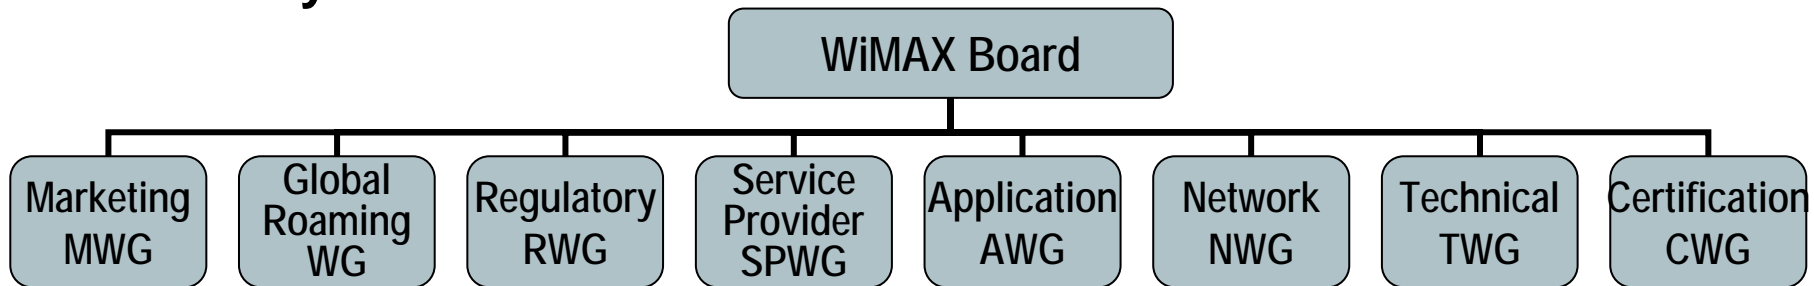 WiMAX Board
Marketing
MWG
Global
Roaming
WG
Regulatory
RWG
Service
Provider
SPWG
Application
AWG
Network
NWG
Technical
TWG
Certification
CWG